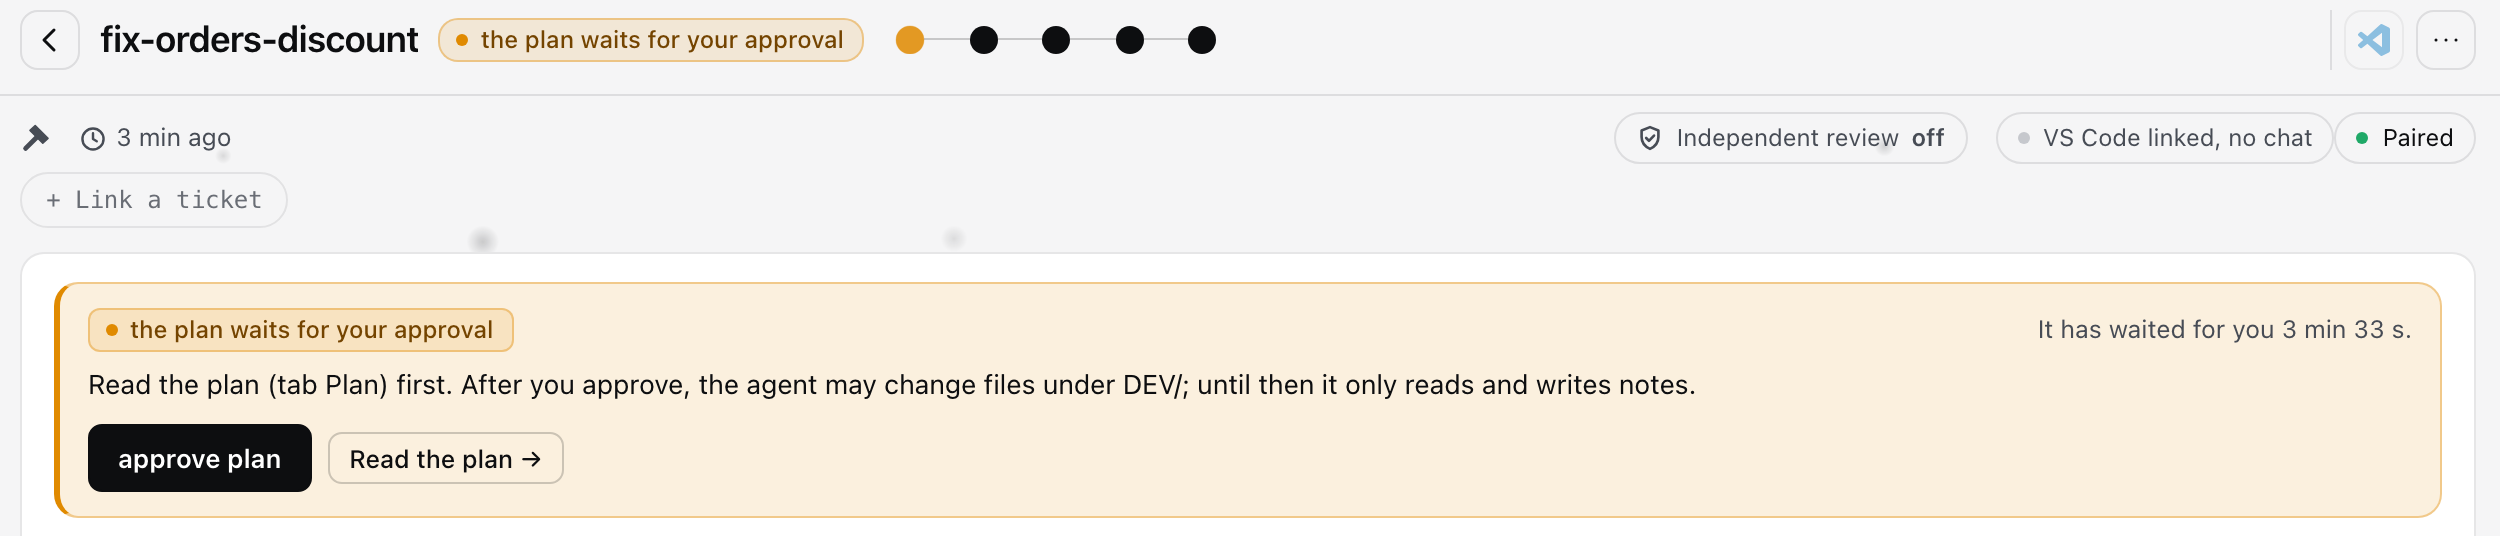 fix-orders-discount the plan waits for your approval
3 min ago Independent review off VS Code linked, no chat Paired
+ Link a ticket
the plan waits for your approval It has waited for you 3 min 33 s.
Read the plan (tab Plan) first. After you approve, the agent may change files under DEV/; until then it only reads and writes notes.
approve plan Read the plan →